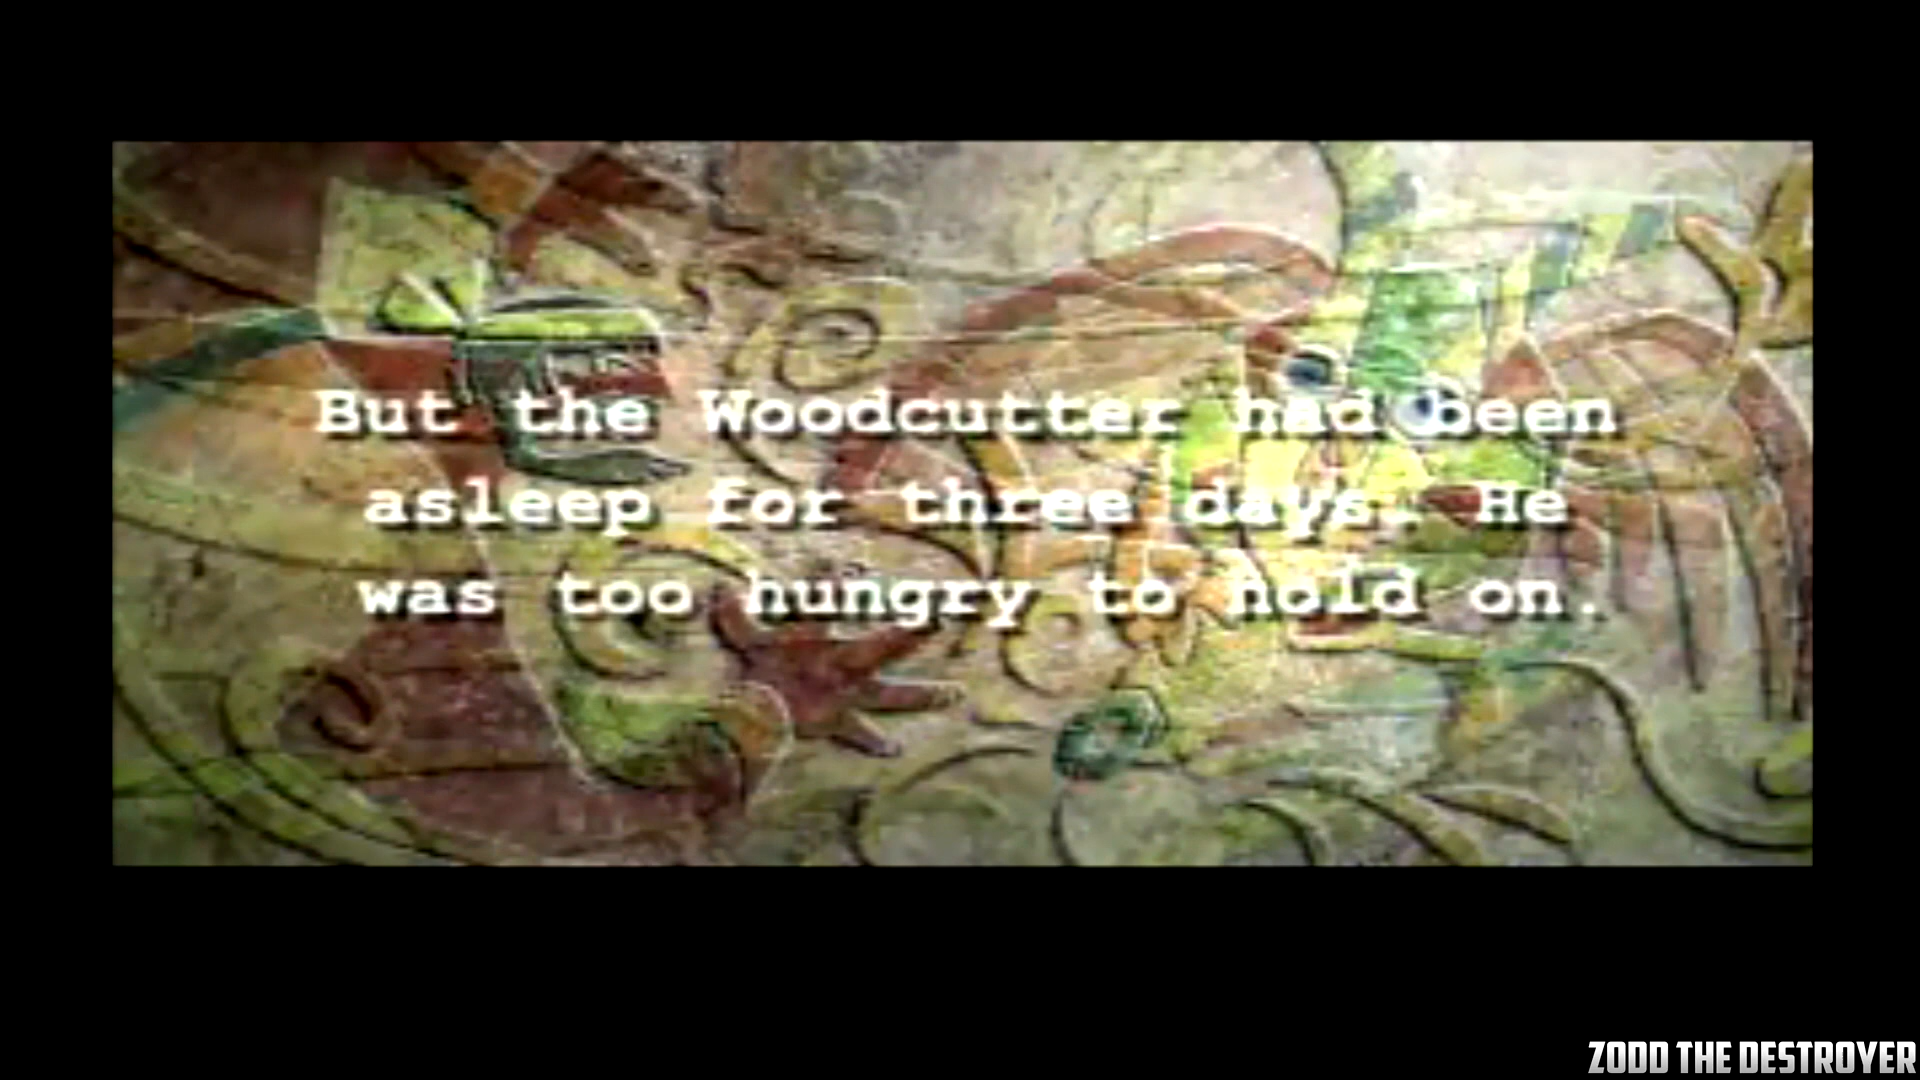 But the Woodcutter had been
asleep for three days. He
was too hungry to hold on.
ZODD THE DESTROYER